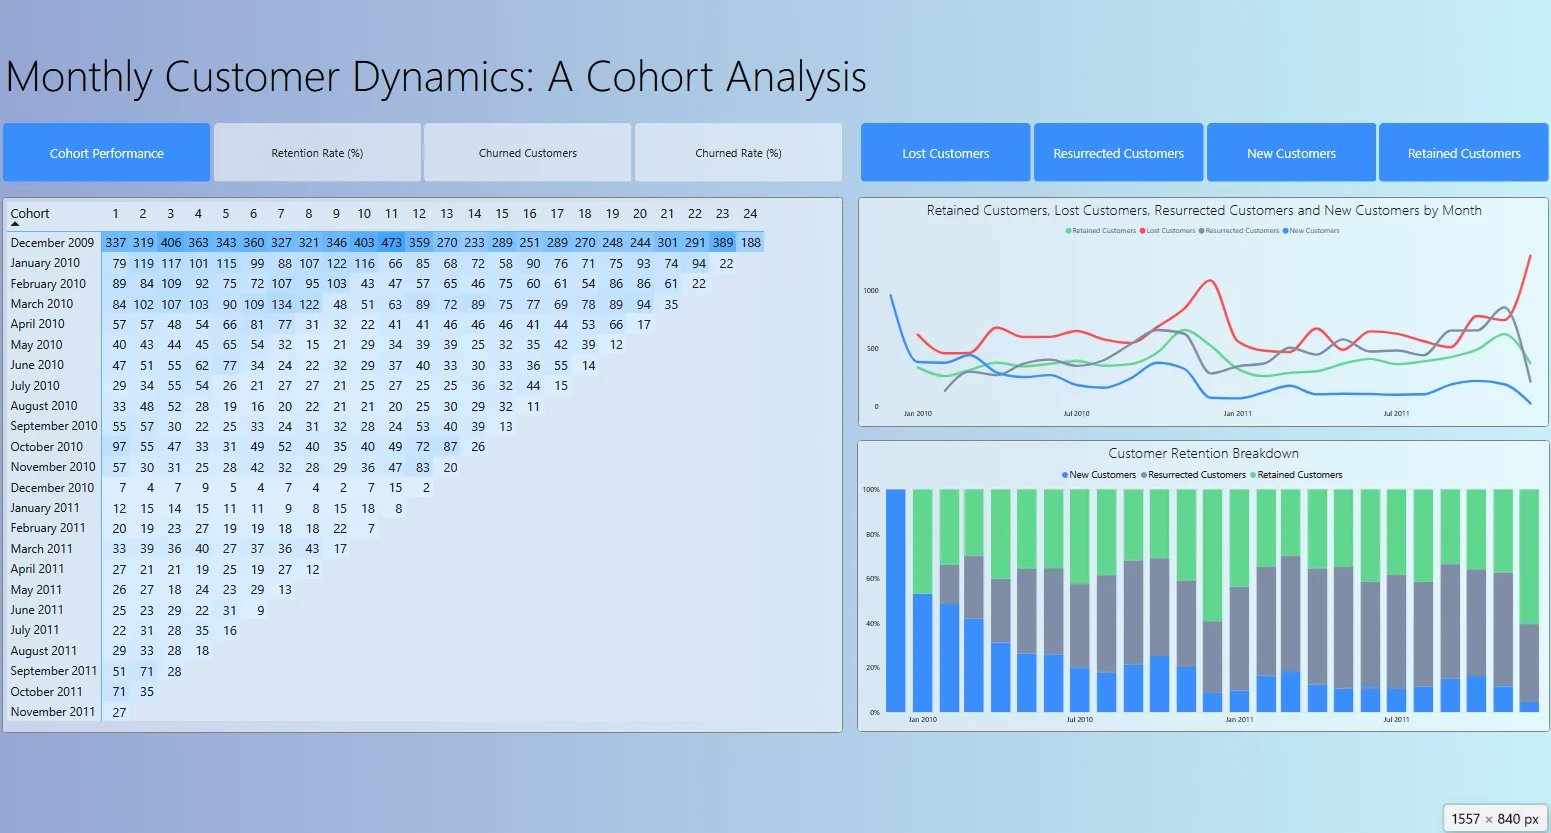 Monthly Customer Dynamics: A Cohort Analysis
Cohort Performance
Retention Rate (%)
Churned Customers
Churned Rate (%)
Lost Customers
Resurrected Customers
New Customers
Retained Customers
Cohort 1 2 3 4 5 6 7 8 9 10 11 12 13 14 15 16 17 18 19 20 21 22 23 24
December 2009 337 319 406 363 343 360 327 321 346 403 473 359 270 233 289 251 289 270 248 244 301 291 389 188
January 2010 79 119 117 101 115 99 88 107 122 116 66 85 68 72 58 90 76 71 75 93 74 94 22
February 2010 89 84 109 92 75 72 107 95 103 43 47 57 65 46 75 60 61 54 86 86 61 22
March 2010 84 102 107 103 90 109 134 122 48 51 63 89 72 89 75 77 69 78 89 94 35
April 2010 57 57 48 54 66 81 77 31 32 22 41 41 46 46 46 41 44 53 66 17
May 2010 40 43 44 45 65 54 32 15 21 29 34 39 39 25 32 35 42 39 12
June 2010 47 51 55 62 77 34 24 22 32 29 37 40 33 30 33 36 55 14
July 2010 29 34 55 54 26 21 27 27 21 25 27 25 25 36 32 44 15
August 2010 33 48 52 28 19 16 20 22 21 21 20 25 30 29 32 11
September 2010 55 57 30 22 25 33 24 31 32 28 24 53 40 39 13
October 2010 97 55 47 33 31 49 52 40 35 40 49 72 87 26
November 2010 57 30 31 25 28 42 32 28 29 36 47 83 20
December 2010 7 4 7 9 5 4 7 4 2 7 15 2
January 2011 12 15 14 15 11 11 9 8 15 18 8
February 2011 20 19 23 27 19 19 18 18 22 7
March 2011 33 39 36 40 27 37 36 43 17
April 2011 27 21 21 19 25 19 27 12
May 2011 26 27 18 24 23 29 13
June 2011 25 23 29 22 31 9
July 2011 22 31 28 35 16
August 2011 29 33 28 18
September 2011 51 71 28
October 2011 71 35
November 2011 27
Retained Customers, Lost Customers, Resurrected Customers and New Customers by Month
Retained Customers Lost Customers Resurrected Customers New Customers
1000
500
0
Jan 2010 Jul 2010 Jan 2011 Jul 2011
Customer Retention Breakdown
New Customers Resurrected Customers Retained Customers
100%
80%
60%
40%
20%
0%
Jan 2010 Jul 2010 Jan 2011 Jul 2011
1557 × 840 px